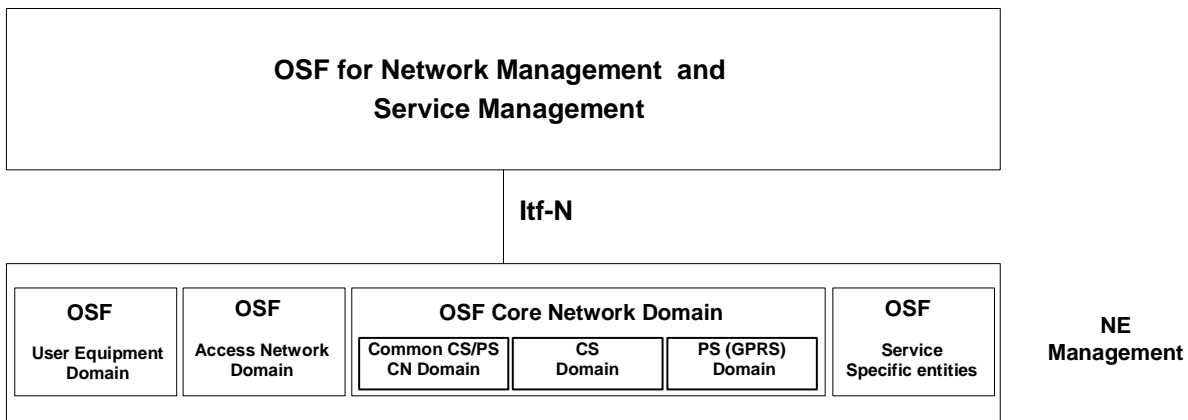 OSF for Network Management and
Service Management
Itf-N
OSF
User Equipment
Domain
OSF
Access Network
Domain
OSF Core Network Domain
Common CS/PS
CN Domain
CS
Domain
PS (GPRS)
Domain
OSF
Service
Specific entities
NE
Management